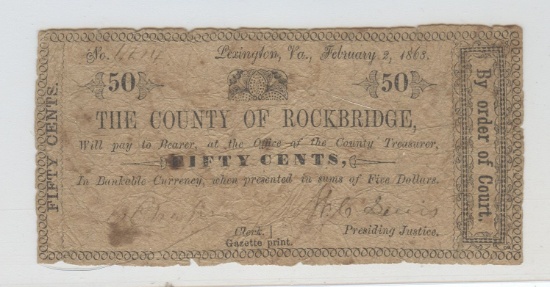 No. Lexington, Va., February 2, 1863.
50 50
THE COUNTY OF ROCKBRIDGE,
Will pay to Bearer, at the Office of the County Treasurer,
FIFTY CENTS,
In Bankable Currency, when presented in sums of Five Dollars.
Clerk. Presiding Justice.
Gazette print.
FIFTY CENTS.
By order of Court.